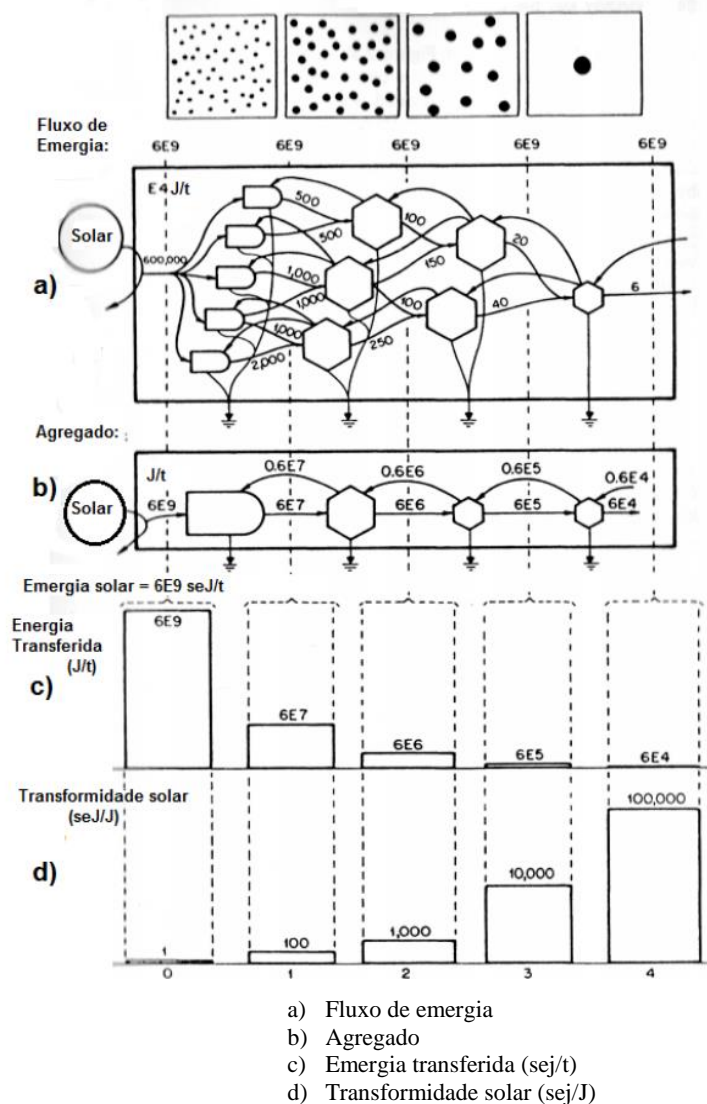 Fluxo de
Emergia:
6E9 6E9 6E9 6E9 6E9
E4 J/t
Solar
a)
600,000
500
500
1,000
1,000
1,000
2,000
100
150
100
250
20
40
6
Agregado: :
b)
J/t
Solar
6E9
0.6E7 0.6E6 0.6E5 0.6E4
6E7 6E6 6E5 6E4
Emergia solar = 6E9 seJ/t
Energia
Transferida
(J/t)
c)
6E9
6E7
6E6
6E5
6E4
Transformidade solar
(seJ/J)
d)
1
100
1,000
10,000
100,000
0 1 2 3 4
a) Fluxo de emergia
b) Agregado
c) Emergia transferida (sej/t)
d) Transformidade solar (sej/J)